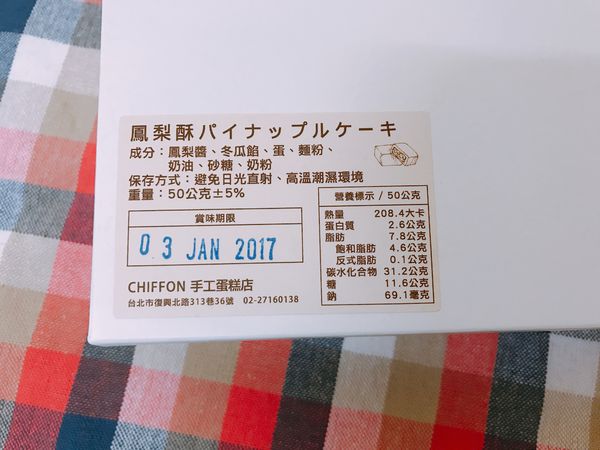 鳳梨酥パイナップルケーキ
成分：鳳梨醬、冬瓜餡、蛋、麵粉、
奶油、砂糖、奶粉
保存方式：避免日光直射、高溫潮濕環境
重量：50公克±5%
賞味期限
03 JAN 2017
CHIFFON 手工蛋糕店
台北市復興北路313巷36號 02-27160138
營養標示 / 50公克
熱量 208.4大卡
蛋白質 2.6公克
脂肪 7.8公克
飽和脂肪 4.6公克
反式脂肪 0.1公克
碳水化合物 31.2公克
糖 11.6公克
鈉 69.1毫克